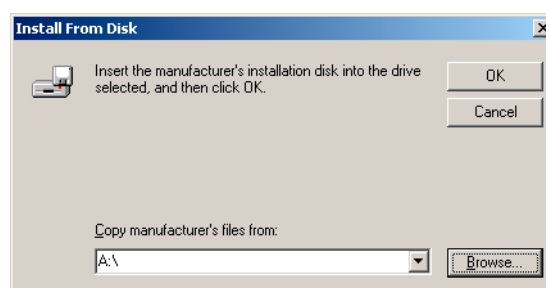 Install From Disk
Insert the manufacturer's installation disk into the drive
selected, and then click OK.
OK
Cancel
Copy manufacturer's files from:
A:\
Browse...